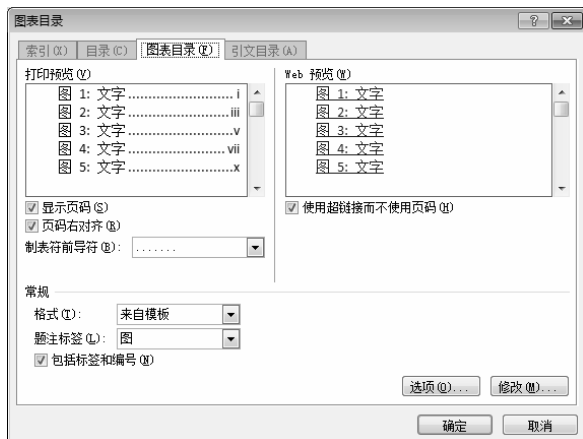 图表目录
索引(X) 目录(C) 图表目录(F) 引文目录(A)
打印预览(V)
图 1: 文字.......................... i
图 2: 文字.........................iii
图 3: 文字..........................v
图 4: 文字........................ vii
图 5: 文字..........................x
Web 预览(W)
图 1: 文字
图 2: 文字
图 3: 文字
图 4: 文字
图 5: 文字
显示页码(S)
页码右对齐(R)
制表符前导符(B): .......
使用超链接而不使用页码(H)
常规
格式(T): 来自模板
题注标签(L): 图
包括标签和编号(N)
选项(O)... 修改(M)...
确定 取消